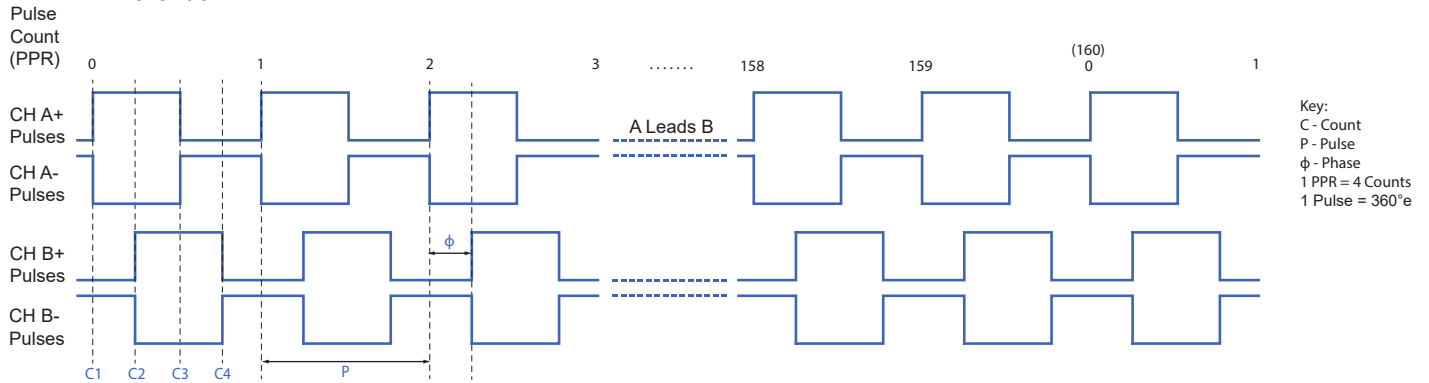 Pulse
Count
(PPR)
0
1
2
3
.......
158
159
(160)
0
1
CH A+
Pulses
A Leads B
CH A-
Pulses
CH B+
Pulses
ϕ
CH B-
Pulses
C1
C2
C3
C4
P
Key:
C - Count
P - Pulse
ϕ - Phase
1 PPR = 4 Counts
1 Pulse = 360°e